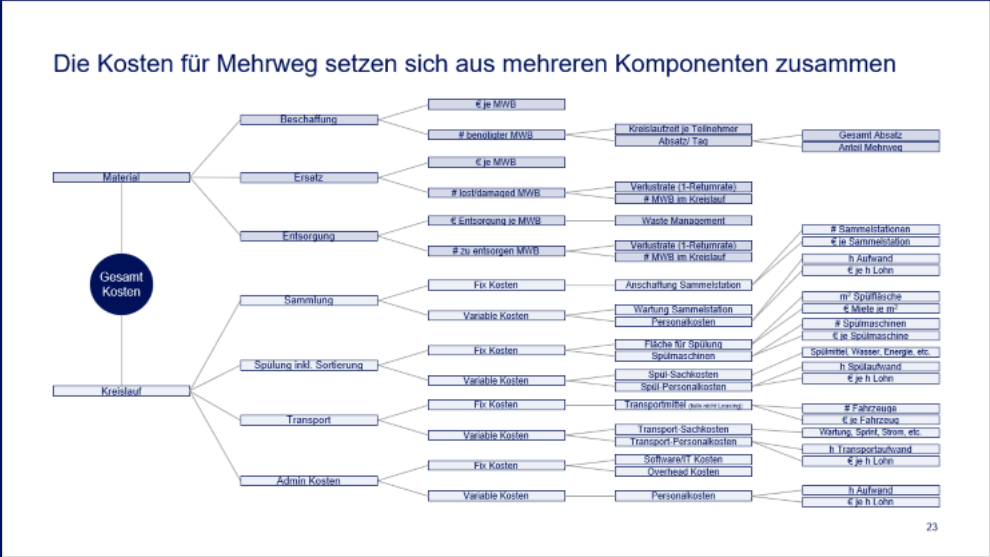 Die Kosten für Mehrweg setzen sich aus mehreren Komponenten zusammen
Gesamt
Kosten
Material
Beschaffung
€ je MWB
# benötigter MWB
Kreislaufzeit je Teilnehmer
Absatz/ Tag
Gesamt Absatz
Anteil Mehrweg
Ersatz
€ je MWB
# lost/damaged MWB
Verlustrate (1-Returnrate)
# MWB im Kreislauf
Entsorgung
€ Entsorgung je MWB
Waste Management
# zu entsorgen MWB
Verlustrate (1-Returnrate)
# MWB im Kreislauf
Kreislauf
Sammlung
Fix Kosten
Anschaffung Sammelstation
# Sammelstationen
€ je Sammelstation
Variable Kosten
Wartung Sammelstation
Personalkosten
h Aufwand
€ je h Lohn
Spülung inkl. Sortierung
Fix Kosten
Fläche für Spülung
Spülmaschinen
m² Spülfläsche
€ Miete je m²
# Spülmaschinen
€ je Spülmaschine
Variable Kosten
Spül-Sachkosten
Spül-Personalkosten
Spülmittel, Wasser, Energie, etc.
h Spülaufwand
€ je h Lohn
Transport
Fix Kosten
Transportmittel (falls nicht Leasing)
# Fahrzeuge
€ je Fahrzeug
Variable Kosten
Transport-Sachkosten
Transport-Personalkosten
Wartung, Sprint, Strom, etc.
h Transportaufwand
€ je h Lohn
Admin Kosten
Fix Kosten
Software/IT Kosten
Overhead Kosten
Variable Kosten
Personalkosten
h Aufwand
€ je h Lohn
23